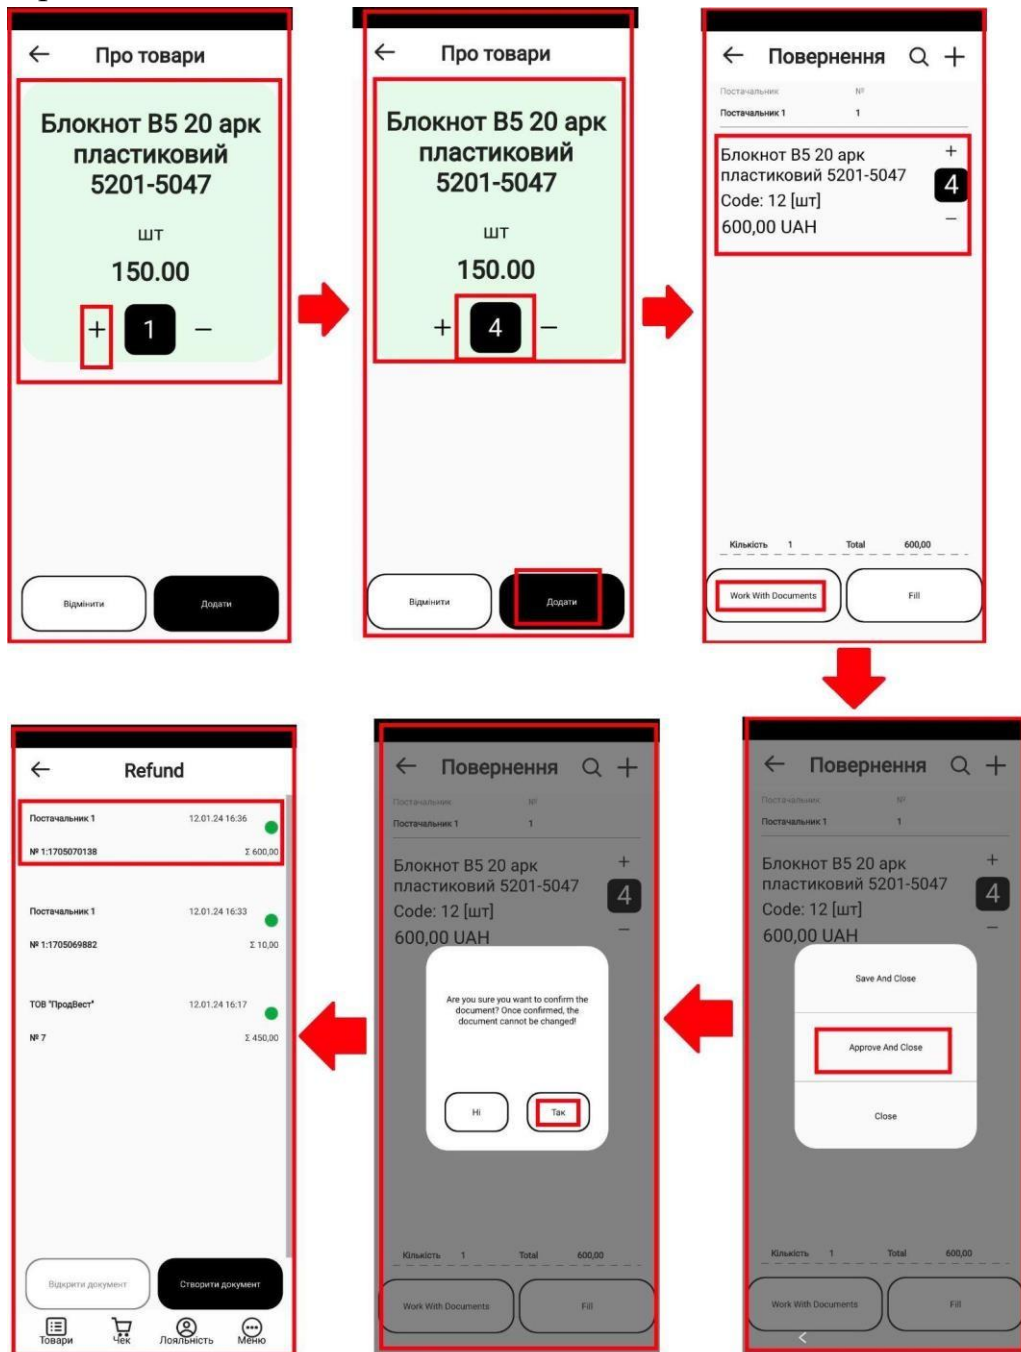 Про товари
Блокнот В5 20 арк
пластиковий
5201-5047
шт
150.00
+ 1 −
Відмінити Додати
Про товари
Блокнот В5 20 арк
пластиковий
5201-5047
шт
150.00
+ 4 −
Відмінити Додати
Повернення
Постачальник №
Постачальник 1 1
Блокнот В5 20 арк +
пластиковий 5201-5047 4
Code: 12 [шт]
600,00 UAH −
Кількість 1 Total 600,00
Work With Documents Fill
Refund
Постачальник 1 12.01.24 16:36
№ 1:1705070138 Σ 600,00
Постачальник 1 12.01.24 16:33
№ 1:1705069882 Σ 10,00
ТОВ "ПродВест" 12.01.24 16:17
№ 7 Σ 450,00
Відкрити документ Створити документ
Товари Чек Лояльність Меню
Повернення
Постачальник №
Постачальник 1 1
Блокнот В5 20 арк +
пластиковий 5201-5047 4
Code: 12 [шт]
600,00 UAH −
Are you sure you want to confirm the
document? Once confirmed, the
document cannot be changed!
Ні Так
Кількість 1 Total 600,00
Work With Documents Fill
Повернення
Постачальник №
Постачальник 1 1
Блокнот В5 20 арк +
пластиковий 5201-5047 4
Code: 12 [шт]
600,00 UAH −
Save And Close
Approve And Close
Close
Кількість 1 Total 600,00
Work With Documents Fill